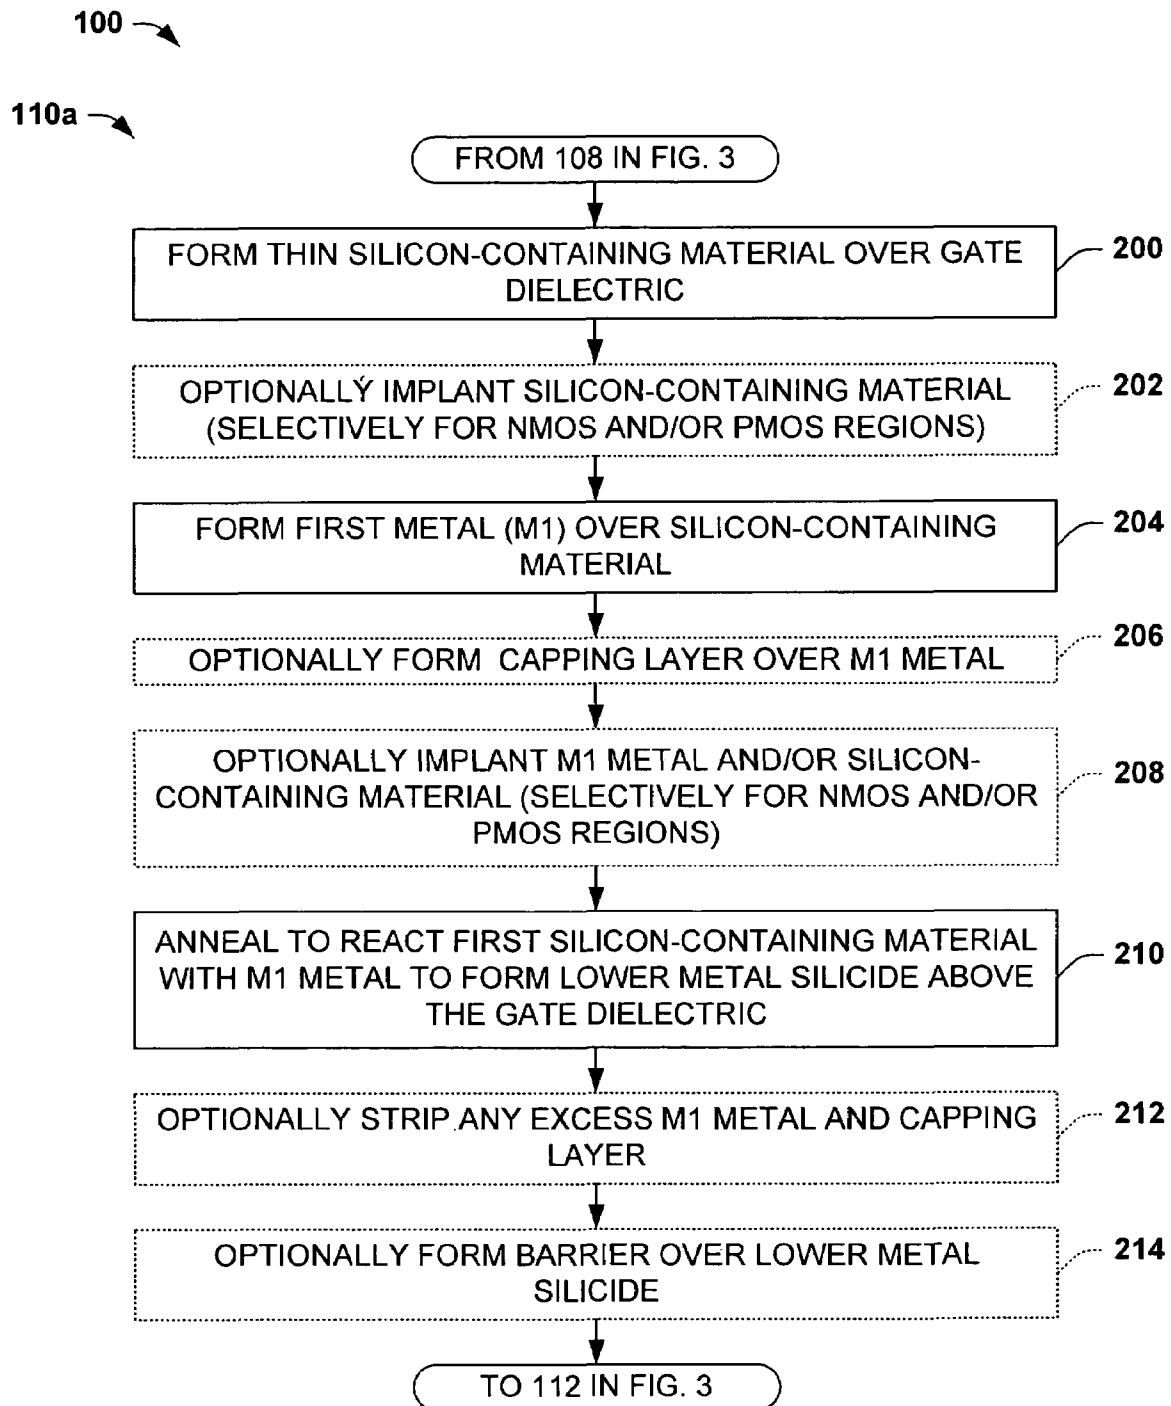 100
110a
FROM 108 IN FIG. 3
FORM THIN SILICON-CONTAINING MATERIAL OVER GATE
DIELECTRIC
200
OPTIONALLY IMPLANT SILICON-CONTAINING MATERIAL
(SELECTIVELY FOR NMOS AND/OR PMOS REGIONS)
202
FORM FIRST METAL (M1) OVER SILICON-CONTAINING
MATERIAL
204
OPTIONALLY FORM CAPPING LAYER OVER M1 METAL
206
OPTIONALLY IMPLANT M1 METAL AND/OR SILICON-
CONTAINING MATERIAL (SELECTIVELY FOR NMOS AND/OR
PMOS REGIONS)
208
ANNEAL TO REACT FIRST SILICON-CONTAINING MATERIAL
WITH M1 METAL TO FORM LOWER METAL SILICIDE ABOVE
THE GATE DIELECTRIC
210
OPTIONALLY STRIP ANY EXCESS M1 METAL AND CAPPING
LAYER
212
OPTIONALLY FORM BARRIER OVER LOWER METAL
SILICIDE
214
TO 112 IN FIG. 3